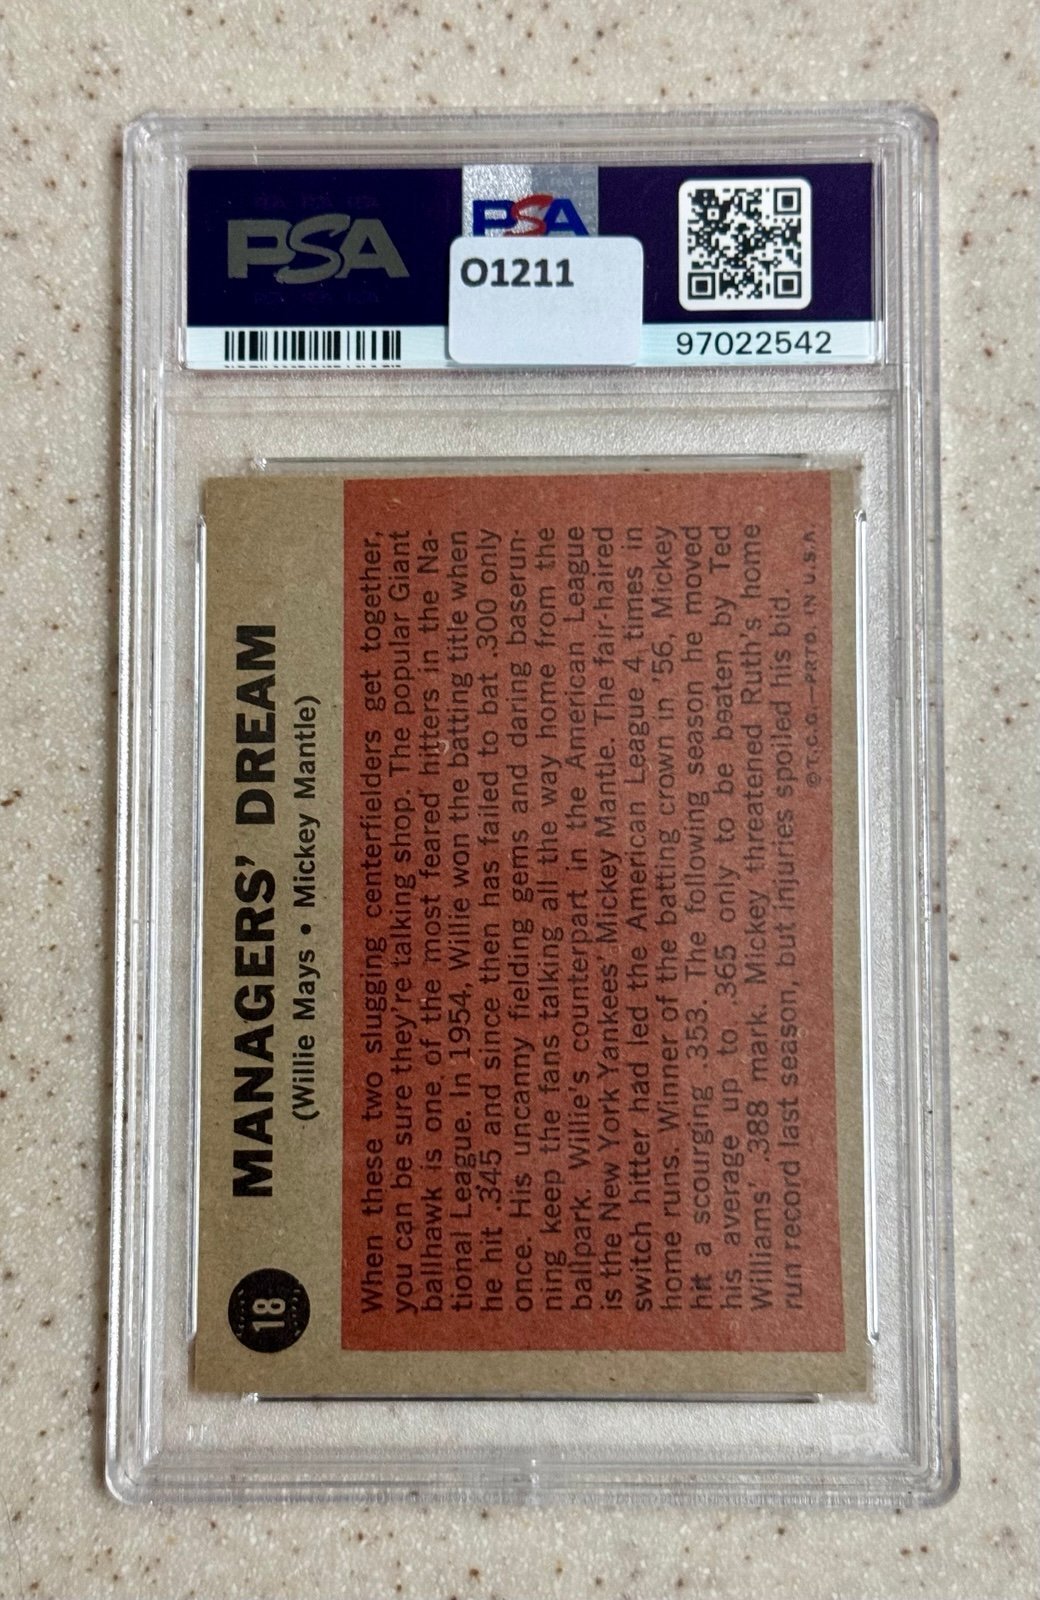 PSA
PSA
O1211
97022542
18
MANAGERS' DREAM
(Willie Mays • Mickey Mantle)
When these two slugging centerfielders get together,
you can be sure they're talking shop. The popular Giant
ballhawk is one of the most feared hitters in the Na-
tional League. In 1954, Willie won the batting title when
he hit .345 and since then has failed to bat .300 only
once. His uncanny fielding gems and daring baserun-
ning keep the fans talking all the way home from the
ballpark. Willie's counterpart in the American League
is the New York Yankees' Mickey Mantle. The fair-haired
switch hitter had led the American League 4 times in
home runs. Winner of the batting crown in '56, Mickey
hit a scourging .353. The following season he moved
his average up to .365 only to be beaten by Ted
Williams' .388 mark. Mickey threatened Ruth's home
run record last season, but injuries spoiled his bid.
©T.C.G.—PRTD. IN U.S.A.